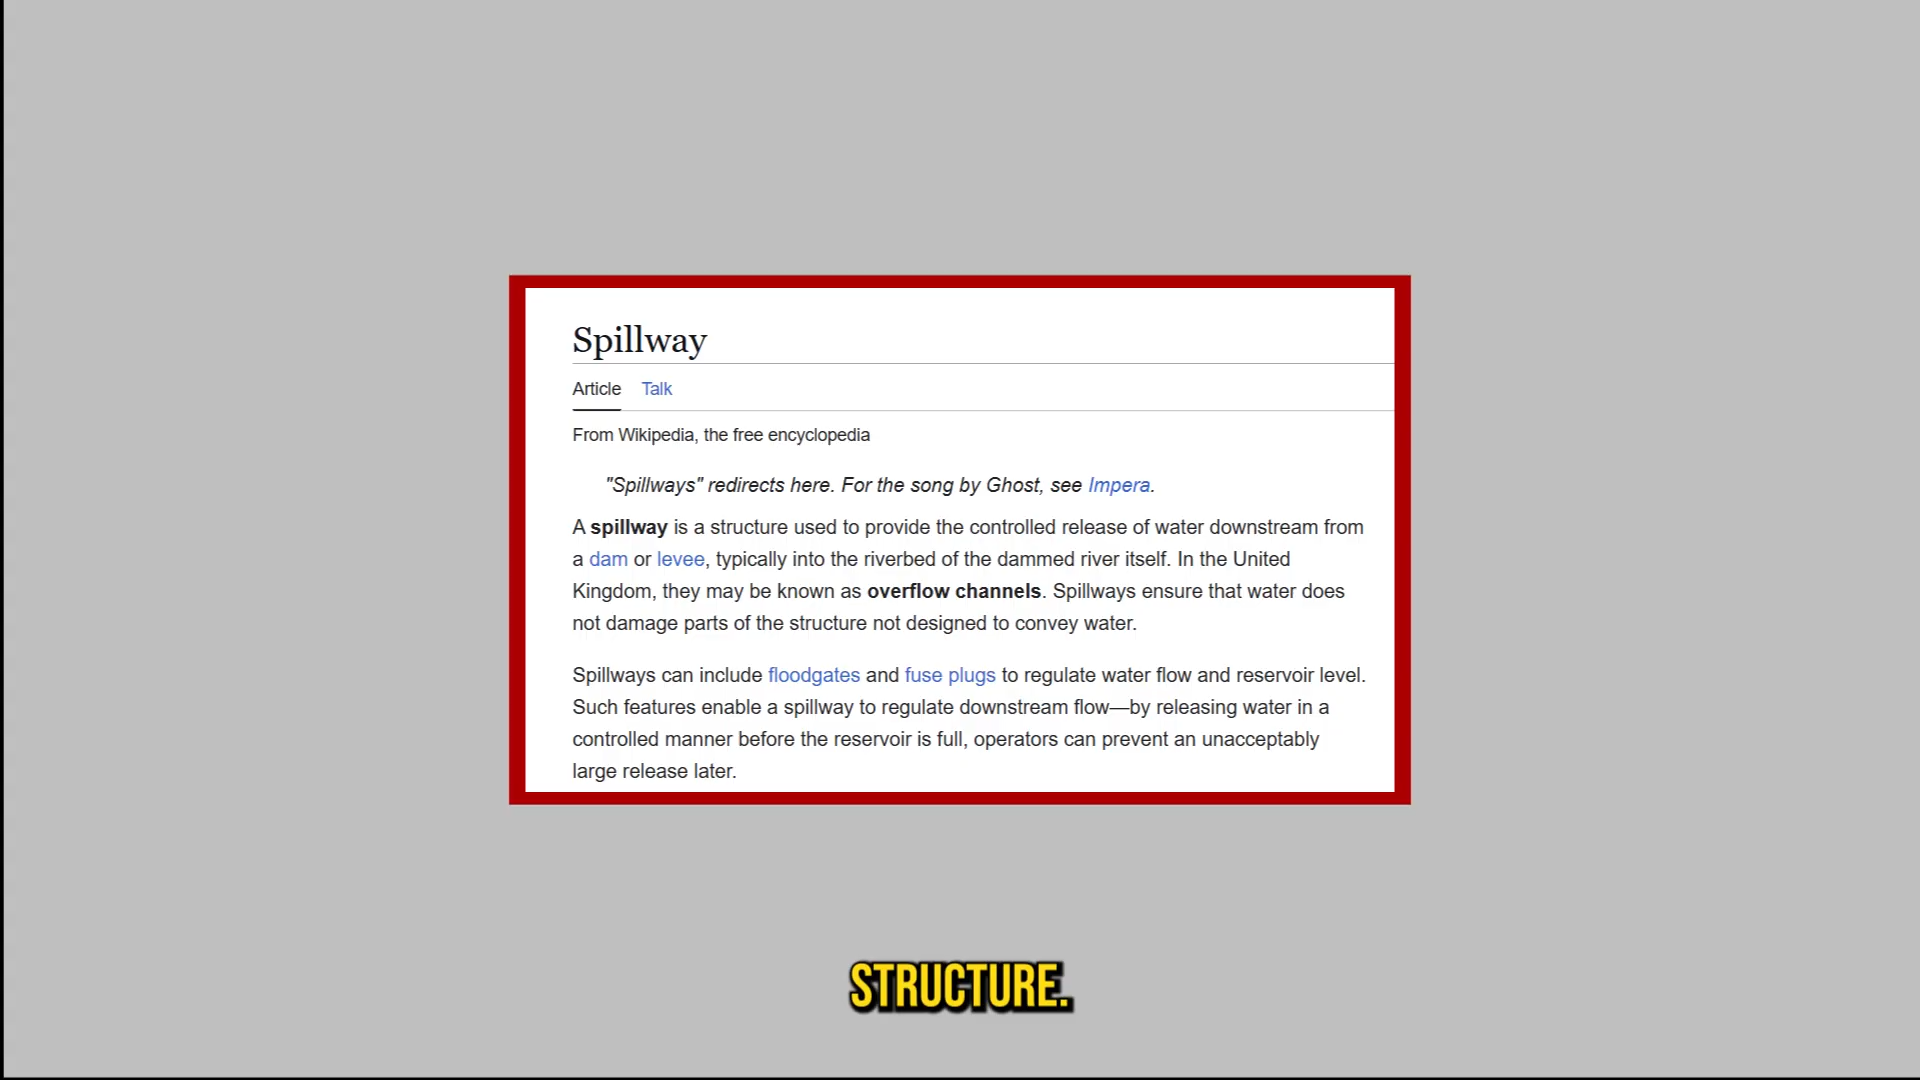 Spillway
Article Talk
From Wikipedia, the free encyclopedia
"Spillways" redirects here. For the song by Ghost, see Impera.
A spillway is a structure used to provide the controlled release of water downstream from
a dam or levee, typically into the riverbed of the dammed river itself. In the United
Kingdom, they may be known as overflow channels. Spillways ensure that water does
not damage parts of the structure not designed to convey water.
Spillways can include floodgates and fuse plugs to regulate water flow and reservoir level.
Such features enable a spillway to regulate downstream flow—by releasing water in a
controlled manner before the reservoir is full, operators can prevent an unacceptably
large release later.
STRUCTURE.